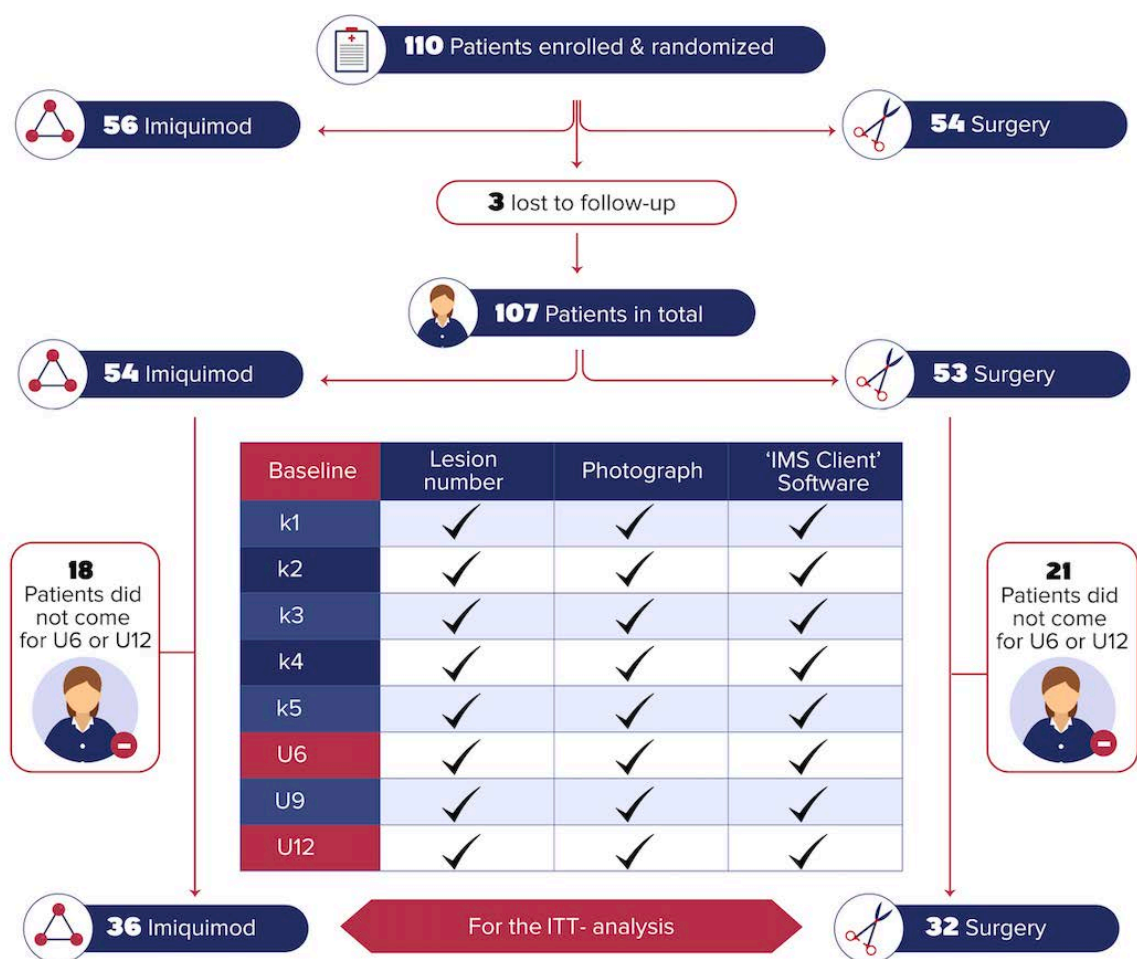 110 Patients enrolled & randomized
56 Imiquimod
54 Surgery
3 lost to follow-up
107 Patients in total
54 Imiquimod
53 Surgery
Baseline
Lesion
number
Photograph
‘IMS Client’
Software
k1
k2
k3
k4
k5
U6
U9
U12
18
Patients did
not come
for U6 or U12
21
Patients did
not come
for U6 or U12
36 Imiquimod
For the ITT- analysis
32 Surgery